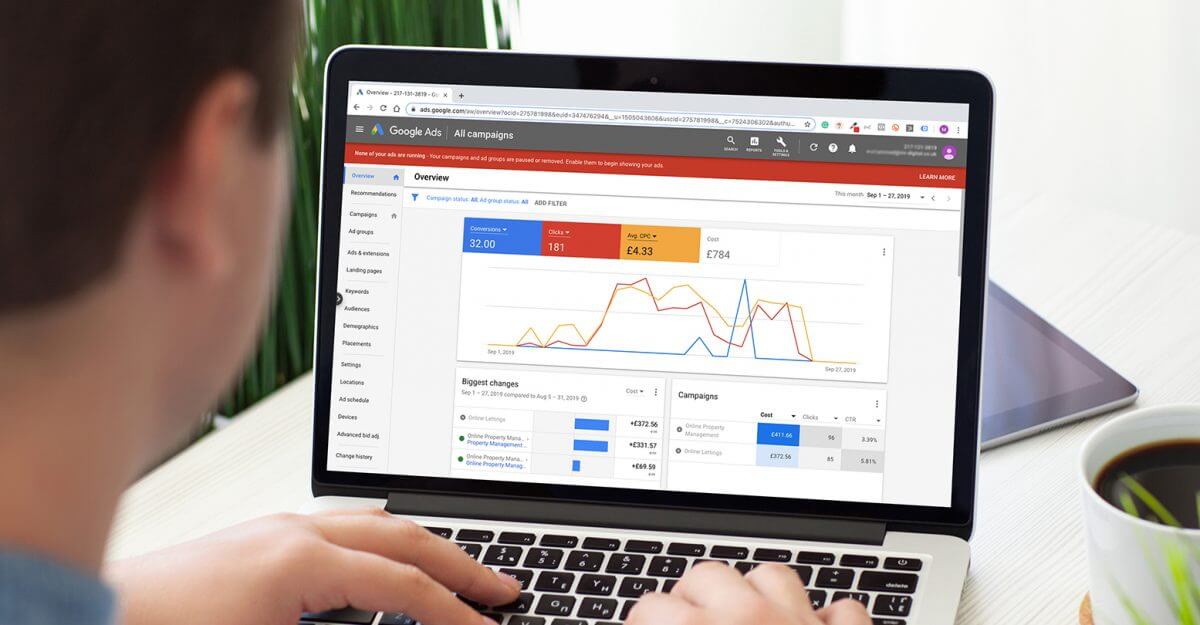 Overview - 217-131-3819 - Go
ads.google.com/aw/overview?ocid=275781998&euid=347476294&__u=1505043606&uscid=275781998&__c=7524306302&authu...
Google Ads
All campaigns
SEARCH
REPORTS
TOOLS &
SETTINGS
217-131-3819
None of your ads are running - Your campaigns and ad groups are paused or removed. Enable them to begin showing your ads.
LEARN MORE
Overview
Recommendations
Campaigns
Ad groups
Ads & extensions
Landing pages
Keywords
Audiences
Demographics
Placements
Settings
Locations
Ad schedule
Devices
Advanced bid adj.
Change history
Overview
This month
Sep 1 – 27, 2019
Campaign status: All; Ad group status: All
ADD FILTER
Conversions
32.00
Clicks
181
Avg. CPC
£4.33
Cost
£784
Sep 1, 2019
Sep 27, 2019
Biggest changes
Cost
Sep 1 – 27, 2019 compared to Aug 5 – 31, 2019
Online Lettings
+£372.56
Online Property Mana...
Property Management ...
+£331.57
Online Property Mana...
Online Property Manag...
+£69.59
Campaigns
Cost
Clicks
CTR
Online Property
Management
£411.66
96
3.39%
Online Lettings
£372.56
85
5.81%